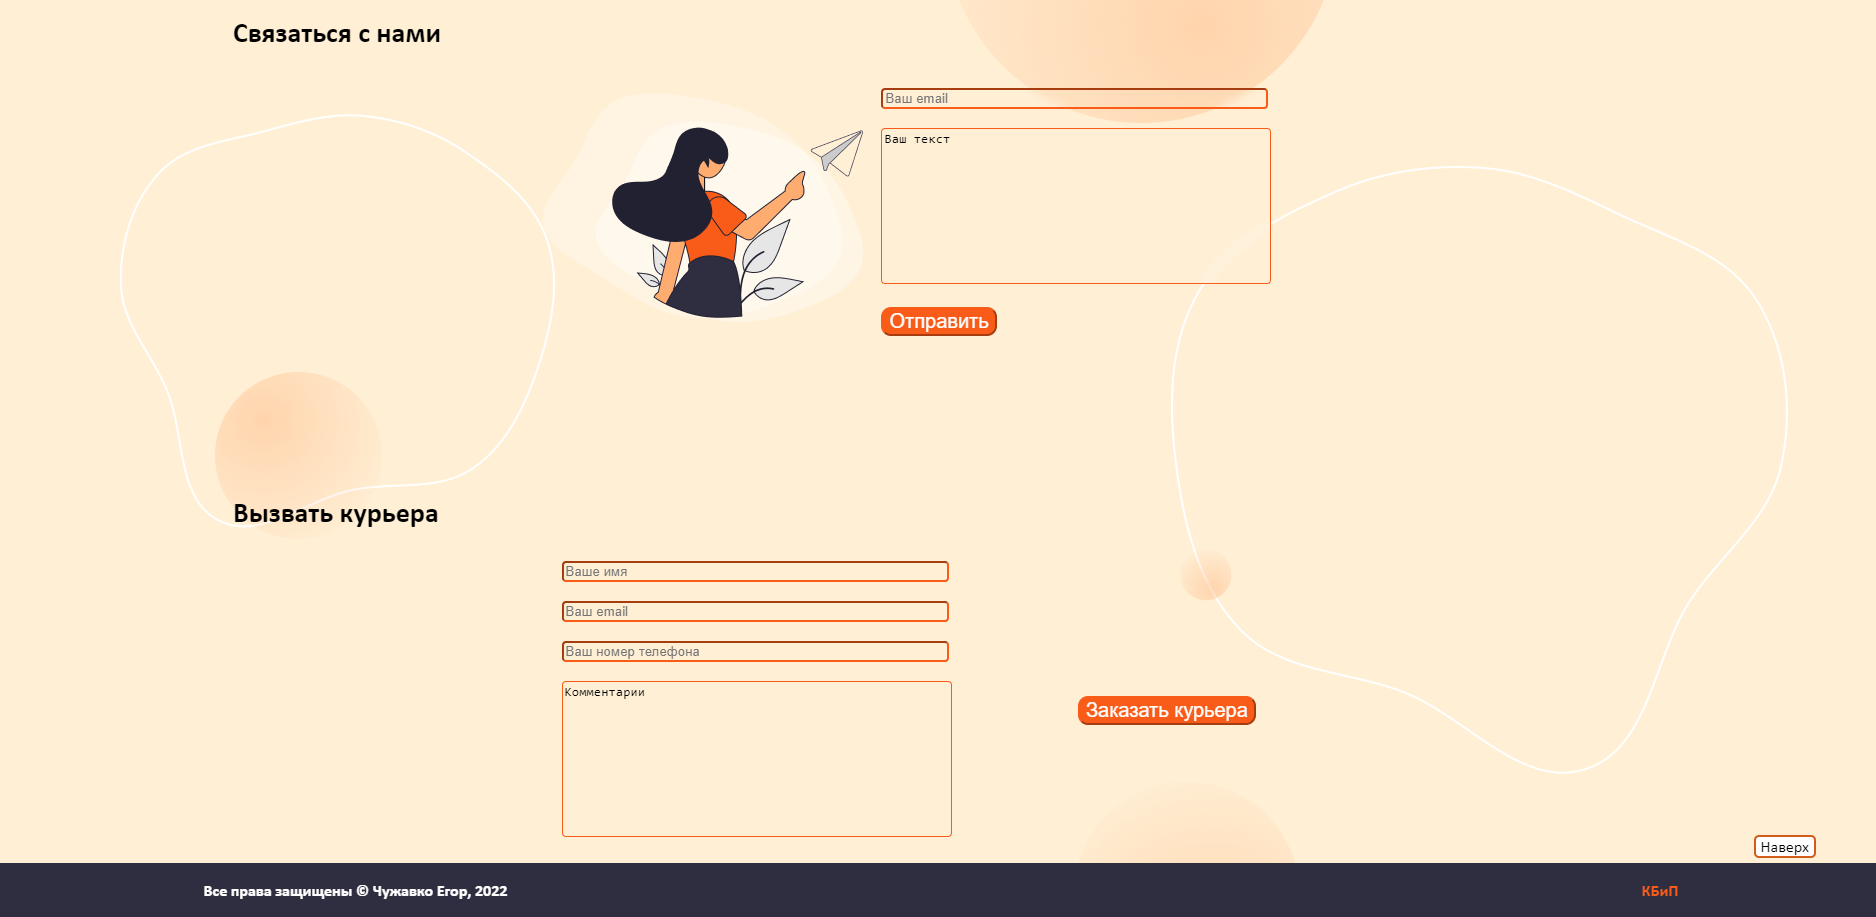 Связаться с нами
Ваш email
Ваш текст
Отправить
Вызвать курьера
Ваше имя
Ваш email
Ваш номер телефона
Комментарии
Заказать курьера
Наверх
Все права защищены © Чужавко Егор, 2022
КБиП